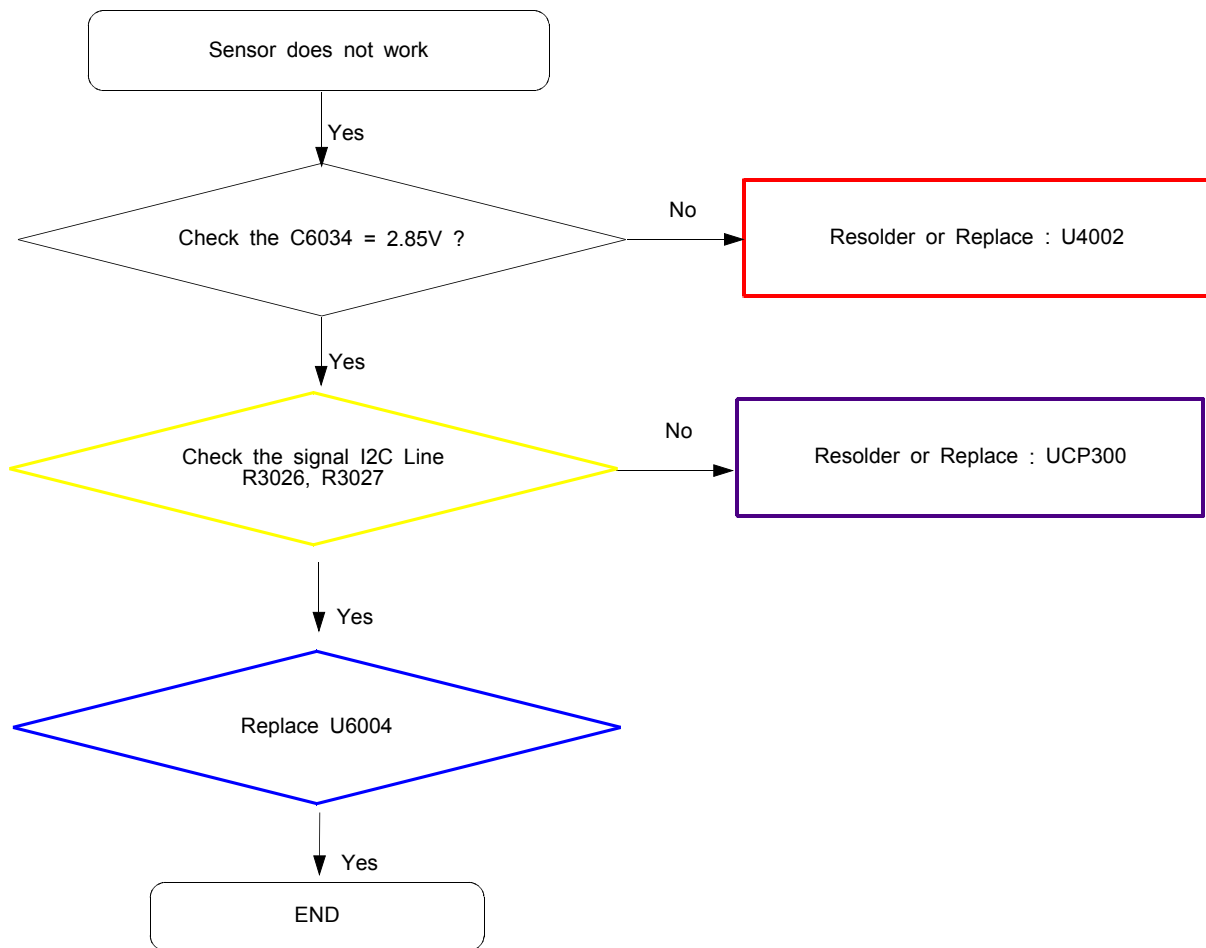 Sensor does not work
Yes
Check the C6034 = 2.85V ?
No
Resolder or Replace : U4002
Yes
Check the signal I2C Line
R3026, R3027
No
Resolder or Replace : UCP300
Yes
Replace U6004
Yes
END